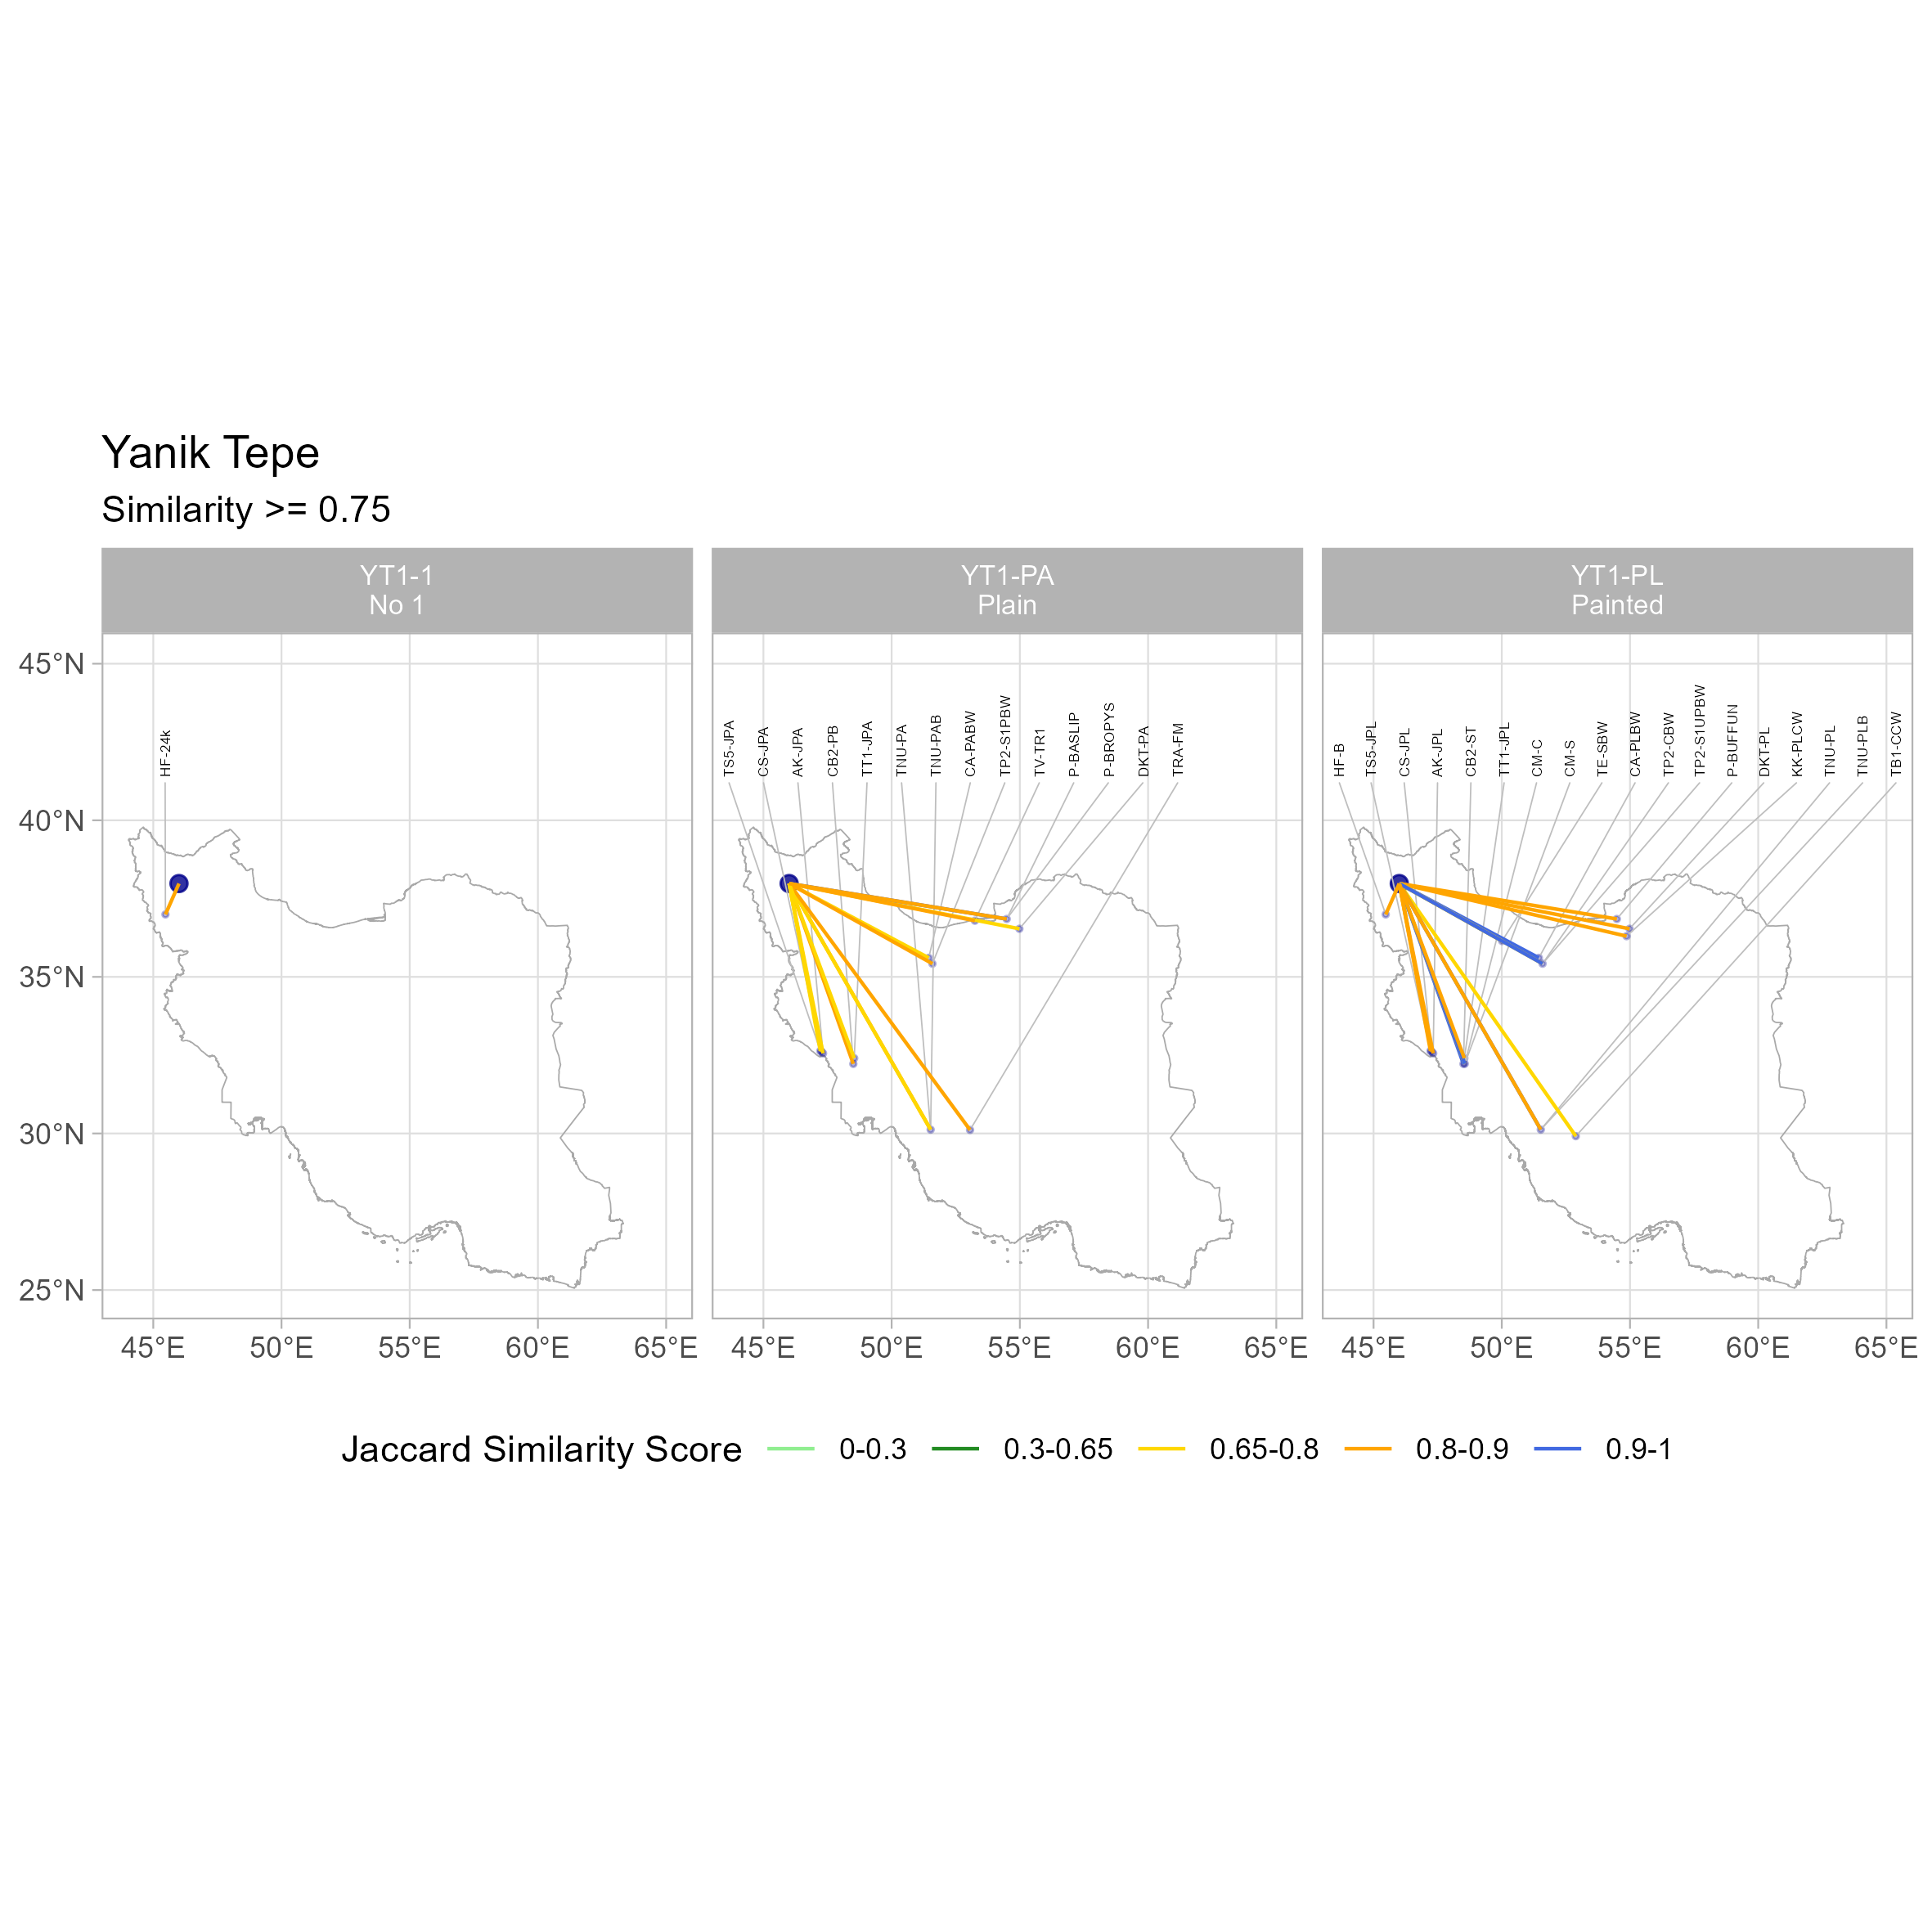 Yanik Tepe
Similarity >= 0.75
YT1-1
No 1
YT1-PA
Plain
YT1-PL
Painted
45°N
40°N
35°N
30°N
25°N
HF-24k
TS5-JPA
CS-JPA
AK-JPA
CB2-PB
TT1-JPA
TNU-PA
TNU-PAB
CA-PABW
TP2-S1PBW
TV-TR1
P-BASLIP
P-BROPYS
DKT-PA
TRA-FM
HF-B
TS5-JPL
CS-JPL
AK-JPL
CB2-ST
TT1-JPL
CM-C
CM-S
TE-SBW
CA-PLBW
TP2-CBW
TP2-S1UPBW
P-BUFFUN
DKT-PL
KK-PLCW
TNU-PL
TNU-PLB
TB1-CCW
45°E 50°E 55°E 60°E 65°E
45°E 50°E 55°E 60°E 65°E
45°E 50°E 55°E 60°E 65°E
Jaccard Similarity Score 0-0.3 0.3-0.65 0.65-0.8 0.8-0.9 0.9-1